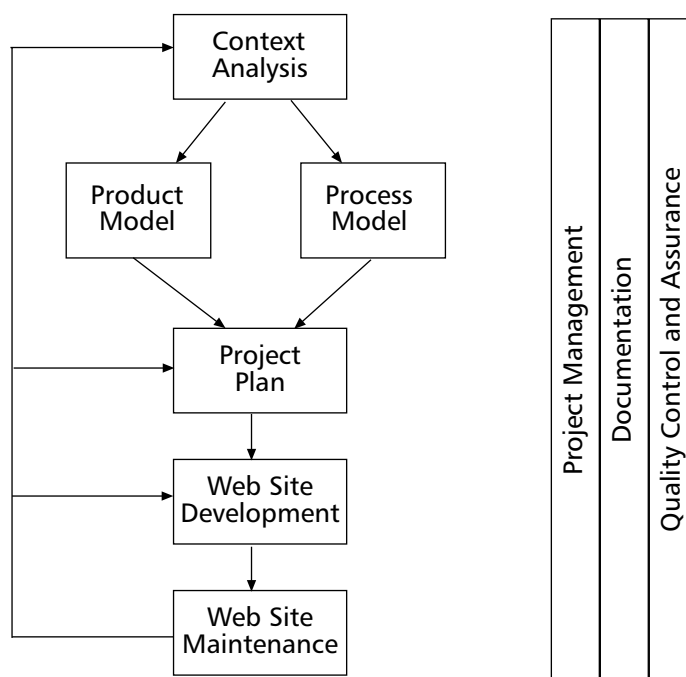 Context
Analysis
Product
Model
Process
Model
Project
Plan
Web Site
Development
Web Site
Maintenance
Project Management
Documentation
Quality Control and Assurance